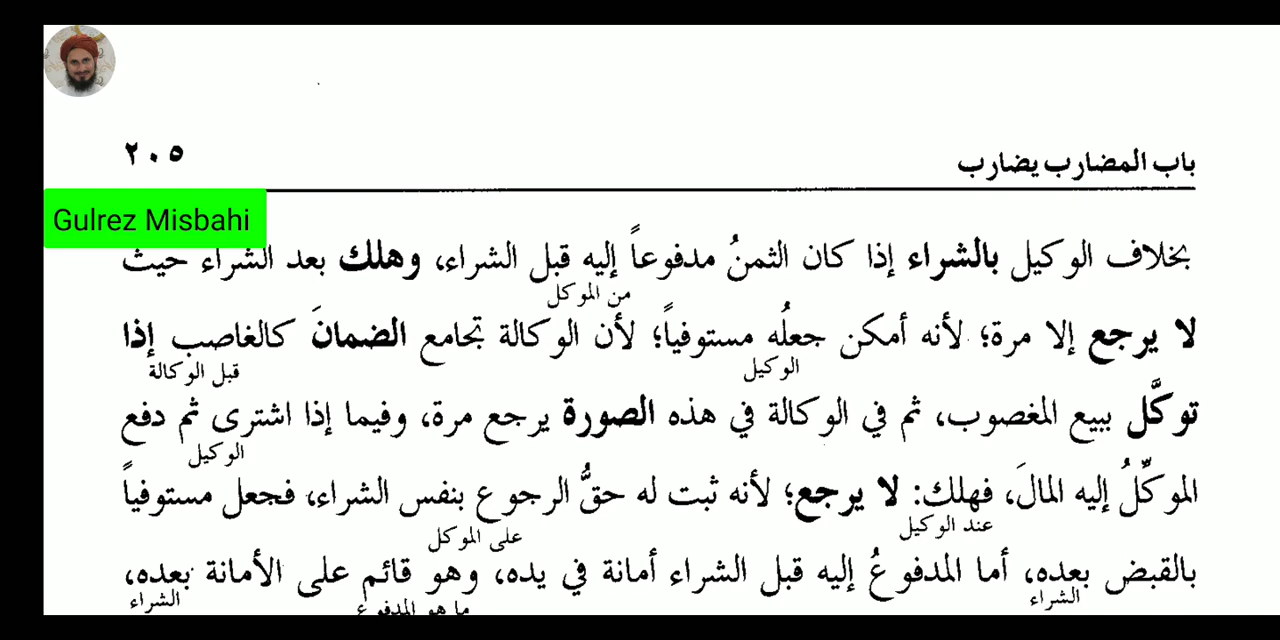 باب المضارب يضارب ٢٠٥
Gulrez Misbahi
بخلاف الوكيل بالشراء إذا كان الثمنُ مدفوعاً إليه قبل الشراء، وهلك بعد الشراء حيث
من الموكل
لا يرجع إلا مرة؛ لأنه أمكن جعلُه مستوفياً؛ لأن الوكالة تجامع الضمانَ كالغاصب إذا
الوكيل قبل الوكالة
توكَّل ببيع المغصوب، ثم في الوكالة في هذه الصورة يرجع مرة، وفيما إذا اشترى ثم دفع
الوكيل
الموكِّلُ إليه المالَ، فهلك: لا يرجع؛ لأنه ثبت له حقُّ الرجوع بنفس الشراء، فجعل مستوفياً
عند الوكيل على الموكل
بالقبض بعده، أما المدفوعُ إليه قبل الشراء أمانة في يده، وهو قائم على الأمانة بعده،
الشراء ما هو المدفوع الشراء